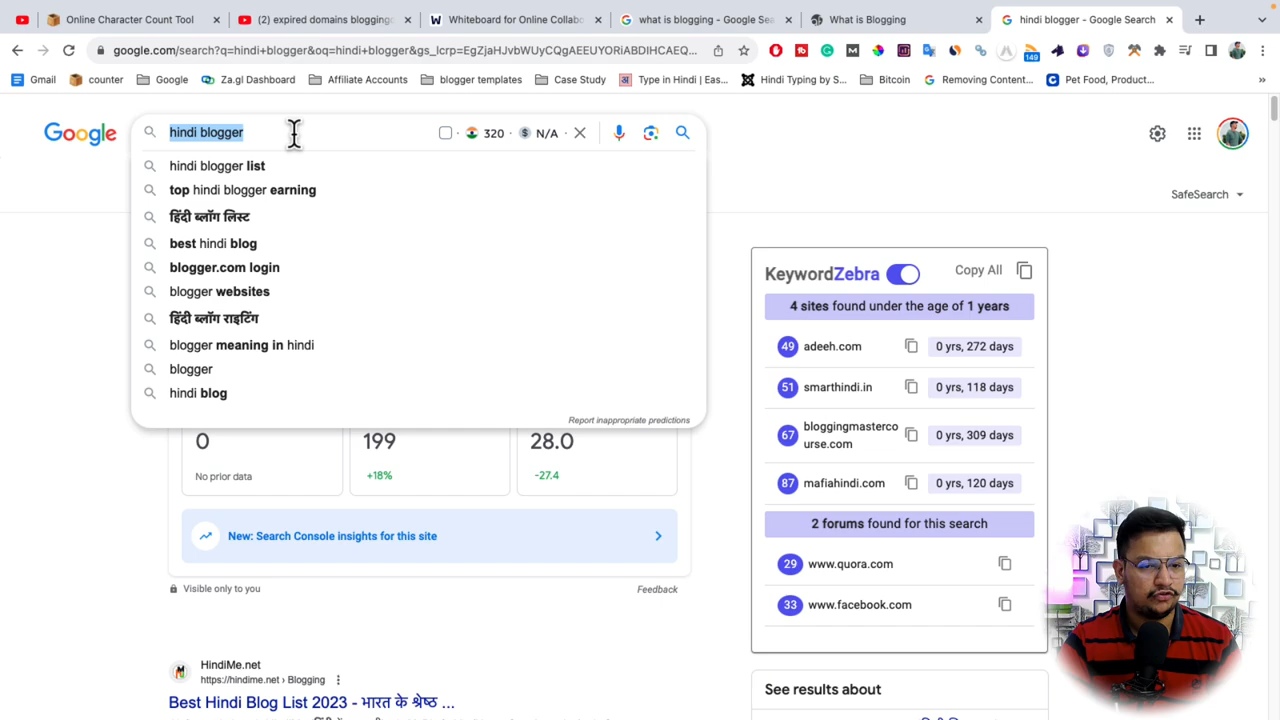 Online Character Count Tool
(2) expired domains bloggingc
Whiteboard for Online Collabo
what is blogging - Google Sea
What is Blogging
hindi blogger - Google Search
google.com/search?q=hindi+blogger&oq=hindi+blogger&gs_lcrp=EgZjaHJvbWUyCQgAEEUYORiABDIHCAEQ...
149
Gmail
counter
Google
Za.gl Dashboard
Affiliate Accounts
blogger templates
Case Study
Type in Hindi | Eas...
Hindi Typing by S...
Bitcoin
Removing Content...
Pet Food, Product...
Google
hindi blogger
320
N/A
SafeSearch
hindi blogger list
top hindi blogger earning
हिंदी ब्लॉग लिस्ट
best hindi blog
blogger.com login
blogger websites
हिंदी ब्लॉग राइटिंग
blogger meaning in hindi
blogger
hindi blog
Report inappropriate predictions
0
199
28.0
No prior data
+18%
-27.4
New: Search Console insights for this site
Visible only to you
Feedback
HindiMe.net
https://hindime.net › Blogging
Best Hindi Blog List 2023 - भारत के श्रेष्ठ ...
KeywordZebra
Copy All
4 sites found under the age of 1 years
49 adeeh.com 0 yrs, 272 days
51 smarthindi.in 0 yrs, 118 days
67 bloggingmasterco
urse.com 0 yrs, 309 days
87 mafiahindi.com 0 yrs, 120 days
2 forums found for this search
29 www.quora.com
33 www.facebook.com
See results about